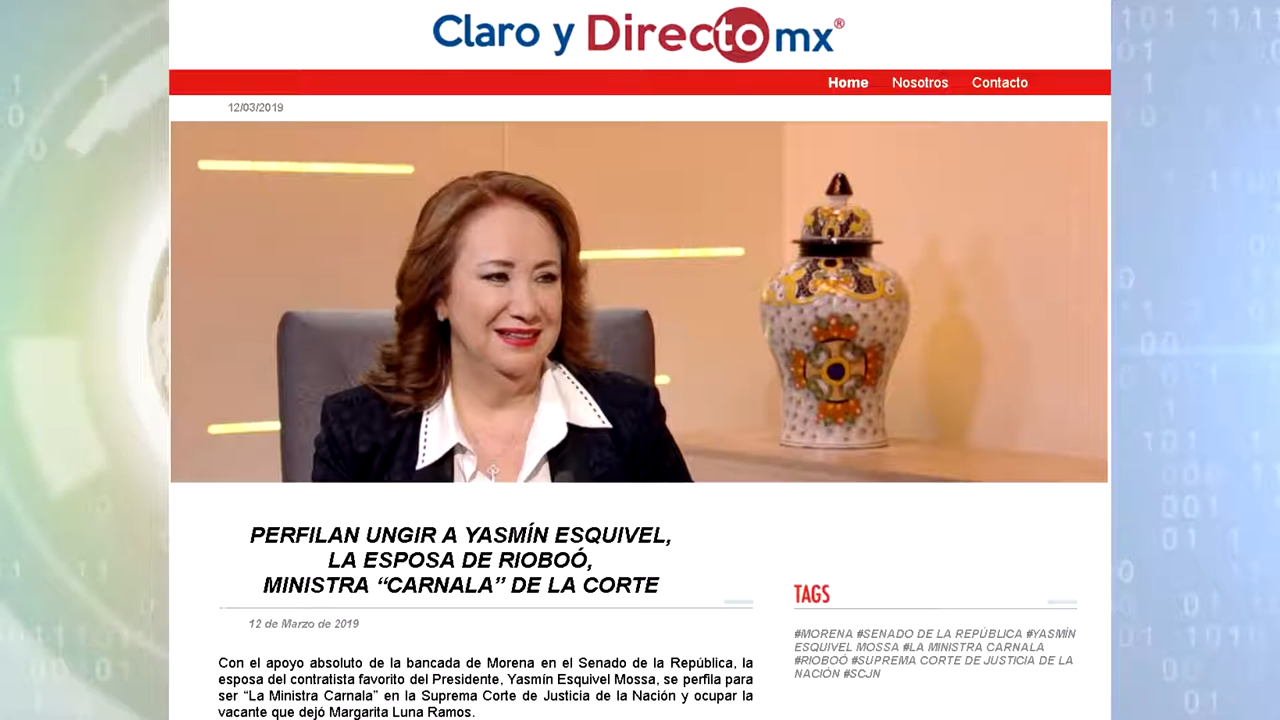 Claro y DirecTo mx®
Home Nosotros Contacto
12/03/2019
PERFILAN UNGIR A YASMÍN ESQUIVEL,
LA ESPOSA DE RIOBOÓ,
MINISTRA “CARNALA” DE LA CORTE
12 de Marzo de 2019
Con el apoyo absoluto de la bancada de Morena en el Senado de la República, la
esposa del contratista favorito del Presidente, Yasmín Esquivel Mossa, se perfila para
ser “La Ministra Carnala” en la Suprema Corte de Justicia de la Nación y ocupar la
vacante que dejó Margarita Luna Ramos.
TAGS
#MORENA #SENADO DE LA REPÚBLICA #YASMÍN
ESQUIVEL MOSSA #LA MINISTRA CARNALA
#RIOBOÓ #SUPREMA CORTE DE JUSTICIA DE LA
NACIÓN #SCJN